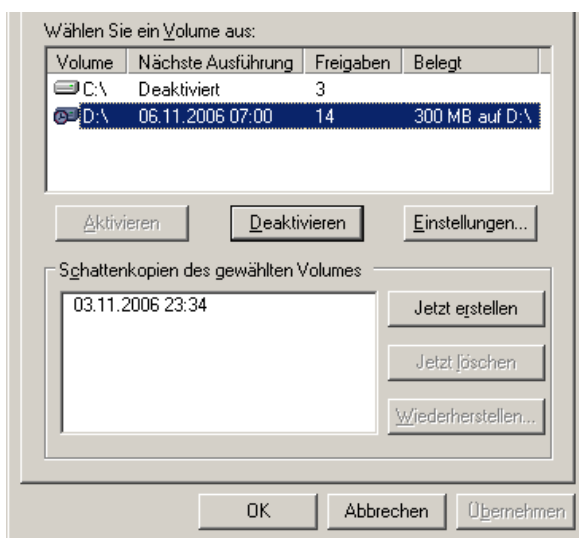 Wählen Sie ein Volume aus:
Volume Nächste Ausführung Freigaben Belegt
C:\ Deaktiviert 3
D:\ 06.11.2006 07:00 14 300 MB auf D:\
Aktivieren Deaktivieren Einstellungen...
Schattenkopien des gewählten Volumes
03.11.2006 23:34
Jetzt erstellen
Jetzt löschen
Wiederherstellen...
OK Abbrechen Übernehmen